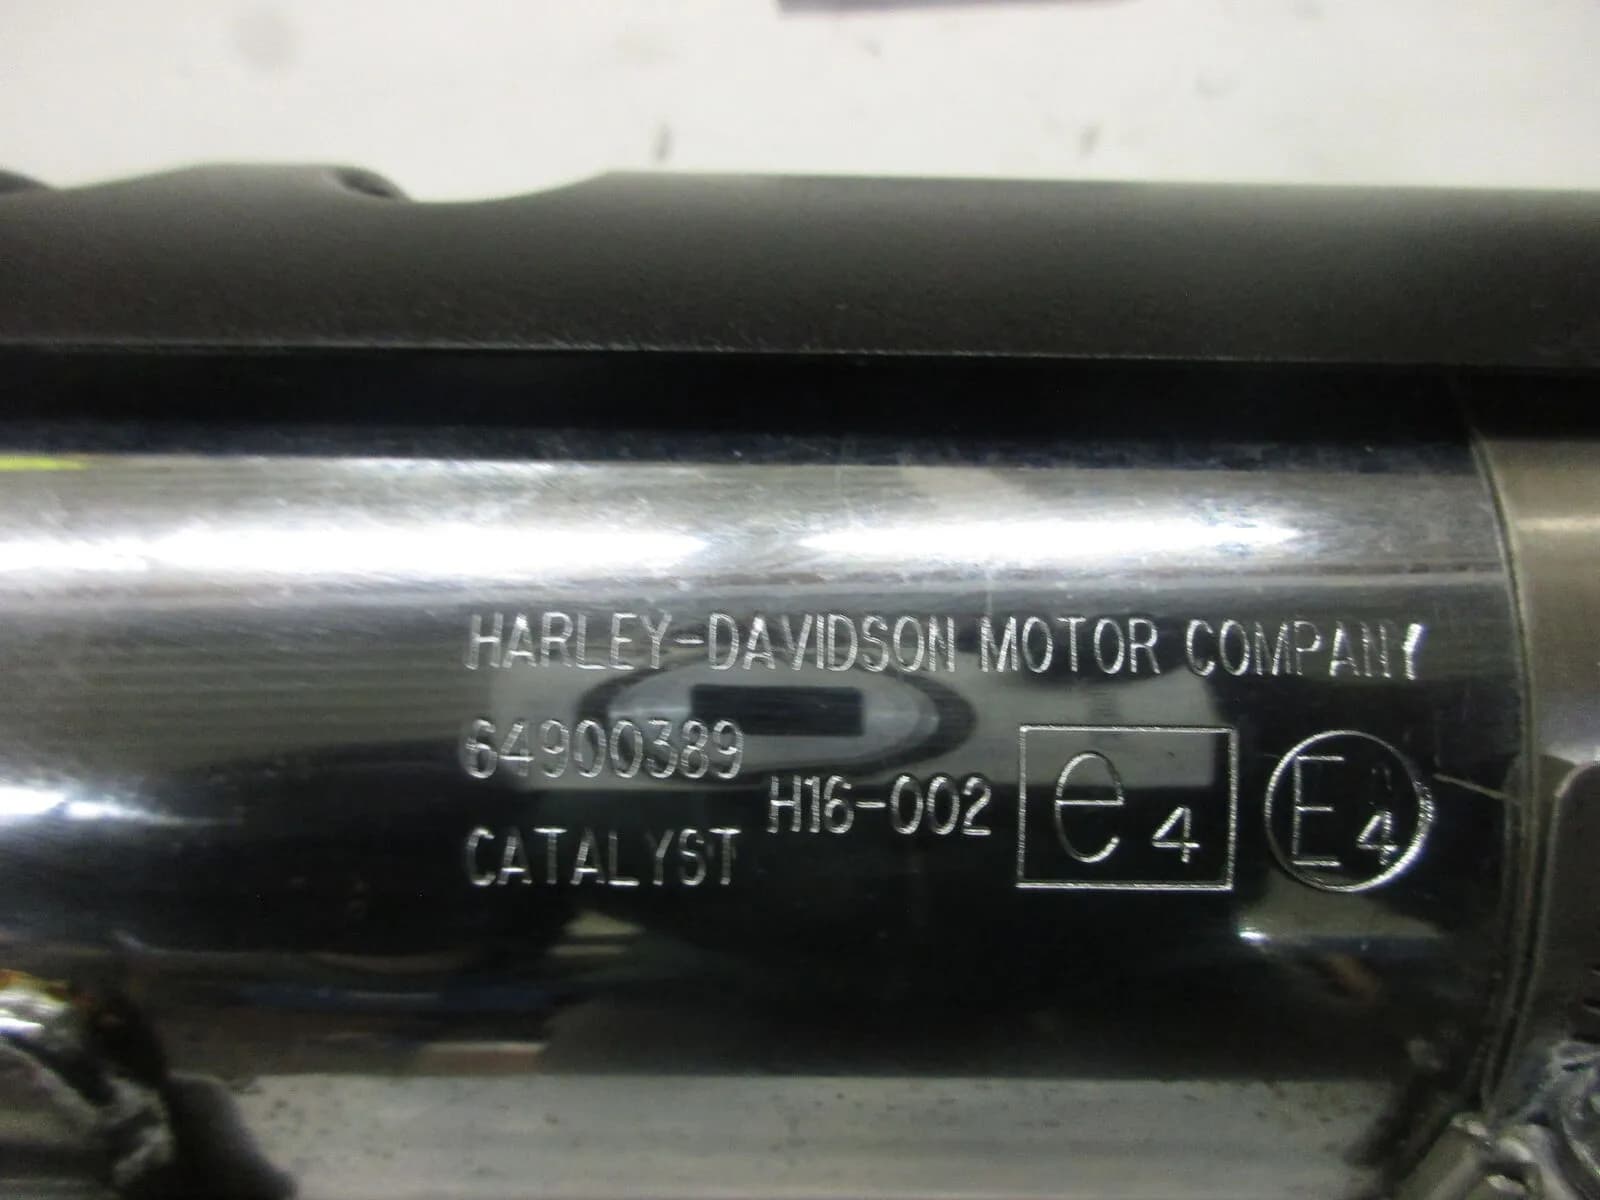 HARLEY-DAVIDSON MOTOR COMPANY
64900389
H16-002 e4 E4
CATALYST